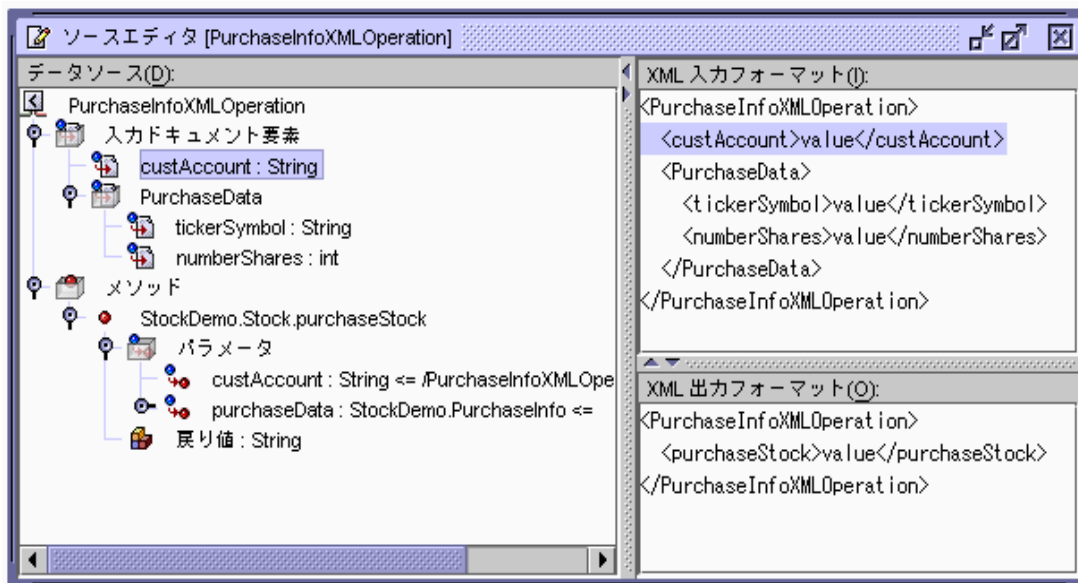 ソースエディタ [PurchaseInfoXMLOperation]
データソース(D):
PurchaseInfoXMLOperation
入力ドキュメント要素
custAccount : String
PurchaseData
tickerSymbol : String
numberShares : int
メソッド
StockDemo.Stock.purchaseStock
パラメータ
custAccount : String <= /PurchaseInfoXMLOpe
purchaseData : StockDemo.PurchaseInfo <=
戻り値 : String
XML 入力フォーマット(I):
<PurchaseInfoXMLOperation>
<custAccount>value</custAccount>
<PurchaseData>
<tickerSymbol>value</tickerSymbol>
<numberShares>value</numberShares>
</PurchaseData>
</PurchaseInfoXMLOperation>
XML 出力フォーマット(O):
<PurchaseInfoXMLOperation>
<purchaseStock>value</purchaseStock>
</PurchaseInfoXMLOperation>